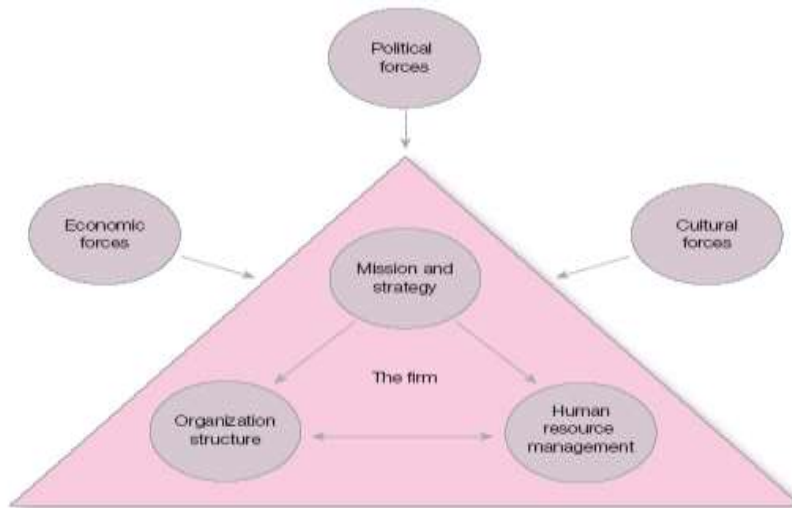 Political
forces
Economic
forces
Cultural
forces
Mission and
strategy
The firm
Organization
structure
Human
resource
management